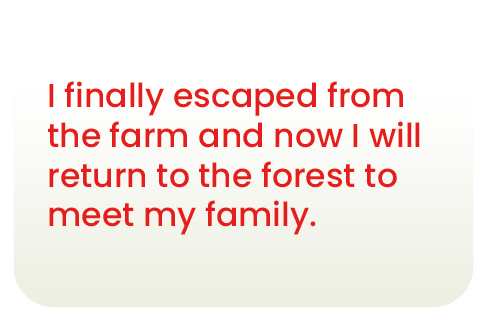 I finally escaped from
the farm and now I will
return to the forest to
meet my family.